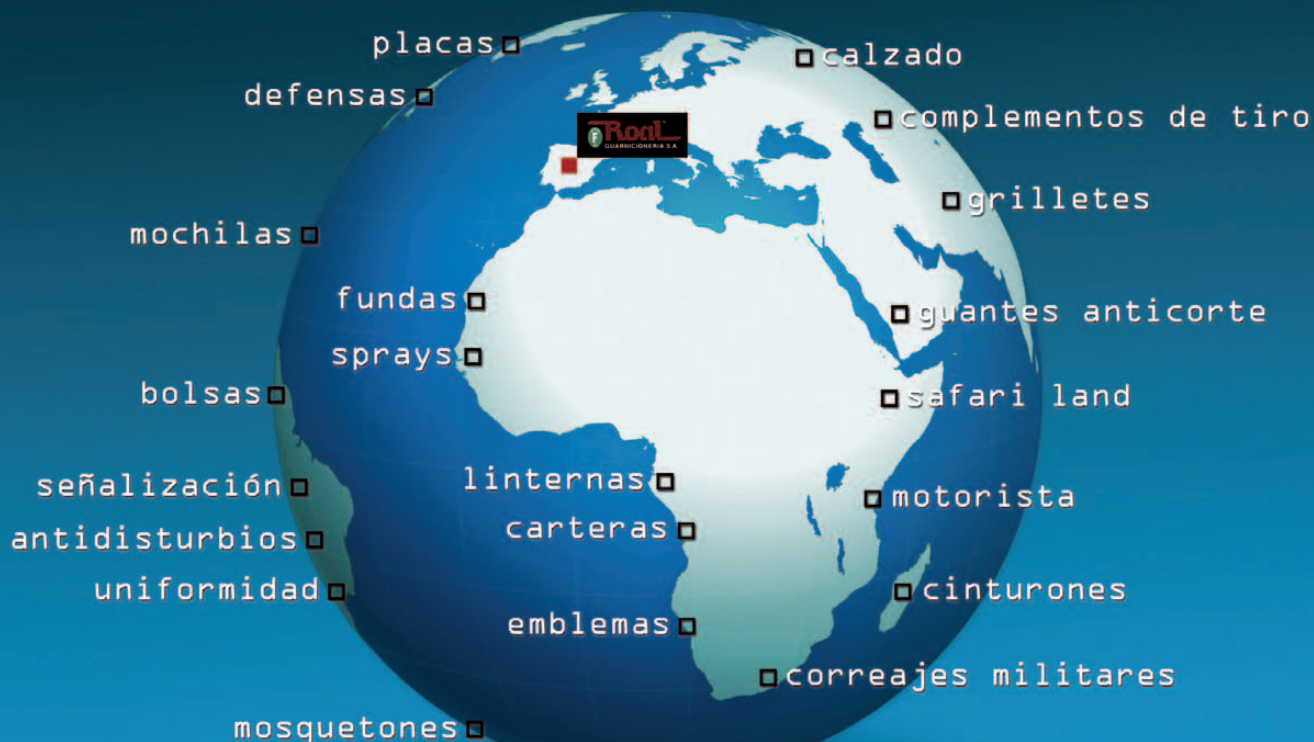 placas
calzado
defensas
complementos de tiro
Roal
GUARNICIONERIA S.A.
grilletes
mochilas
fundas
guantes anticorte
sprays
bolsas
safari land
linternas
señalización
motorista
carteras
antidisturbios
uniformidad
cinturones
emblemas
correajes militares
mosquetones